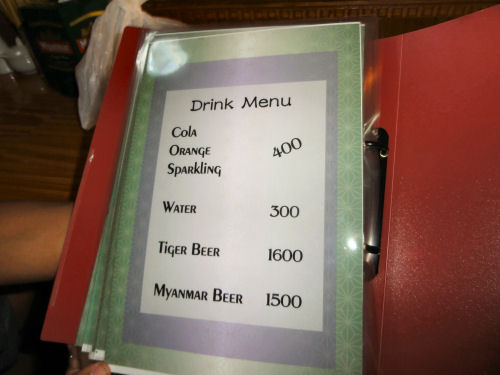 Drink Menu
Cola
Orange 400
Sparkling
Water 300
Tiger Beer 1600
Myanmar Beer 1500